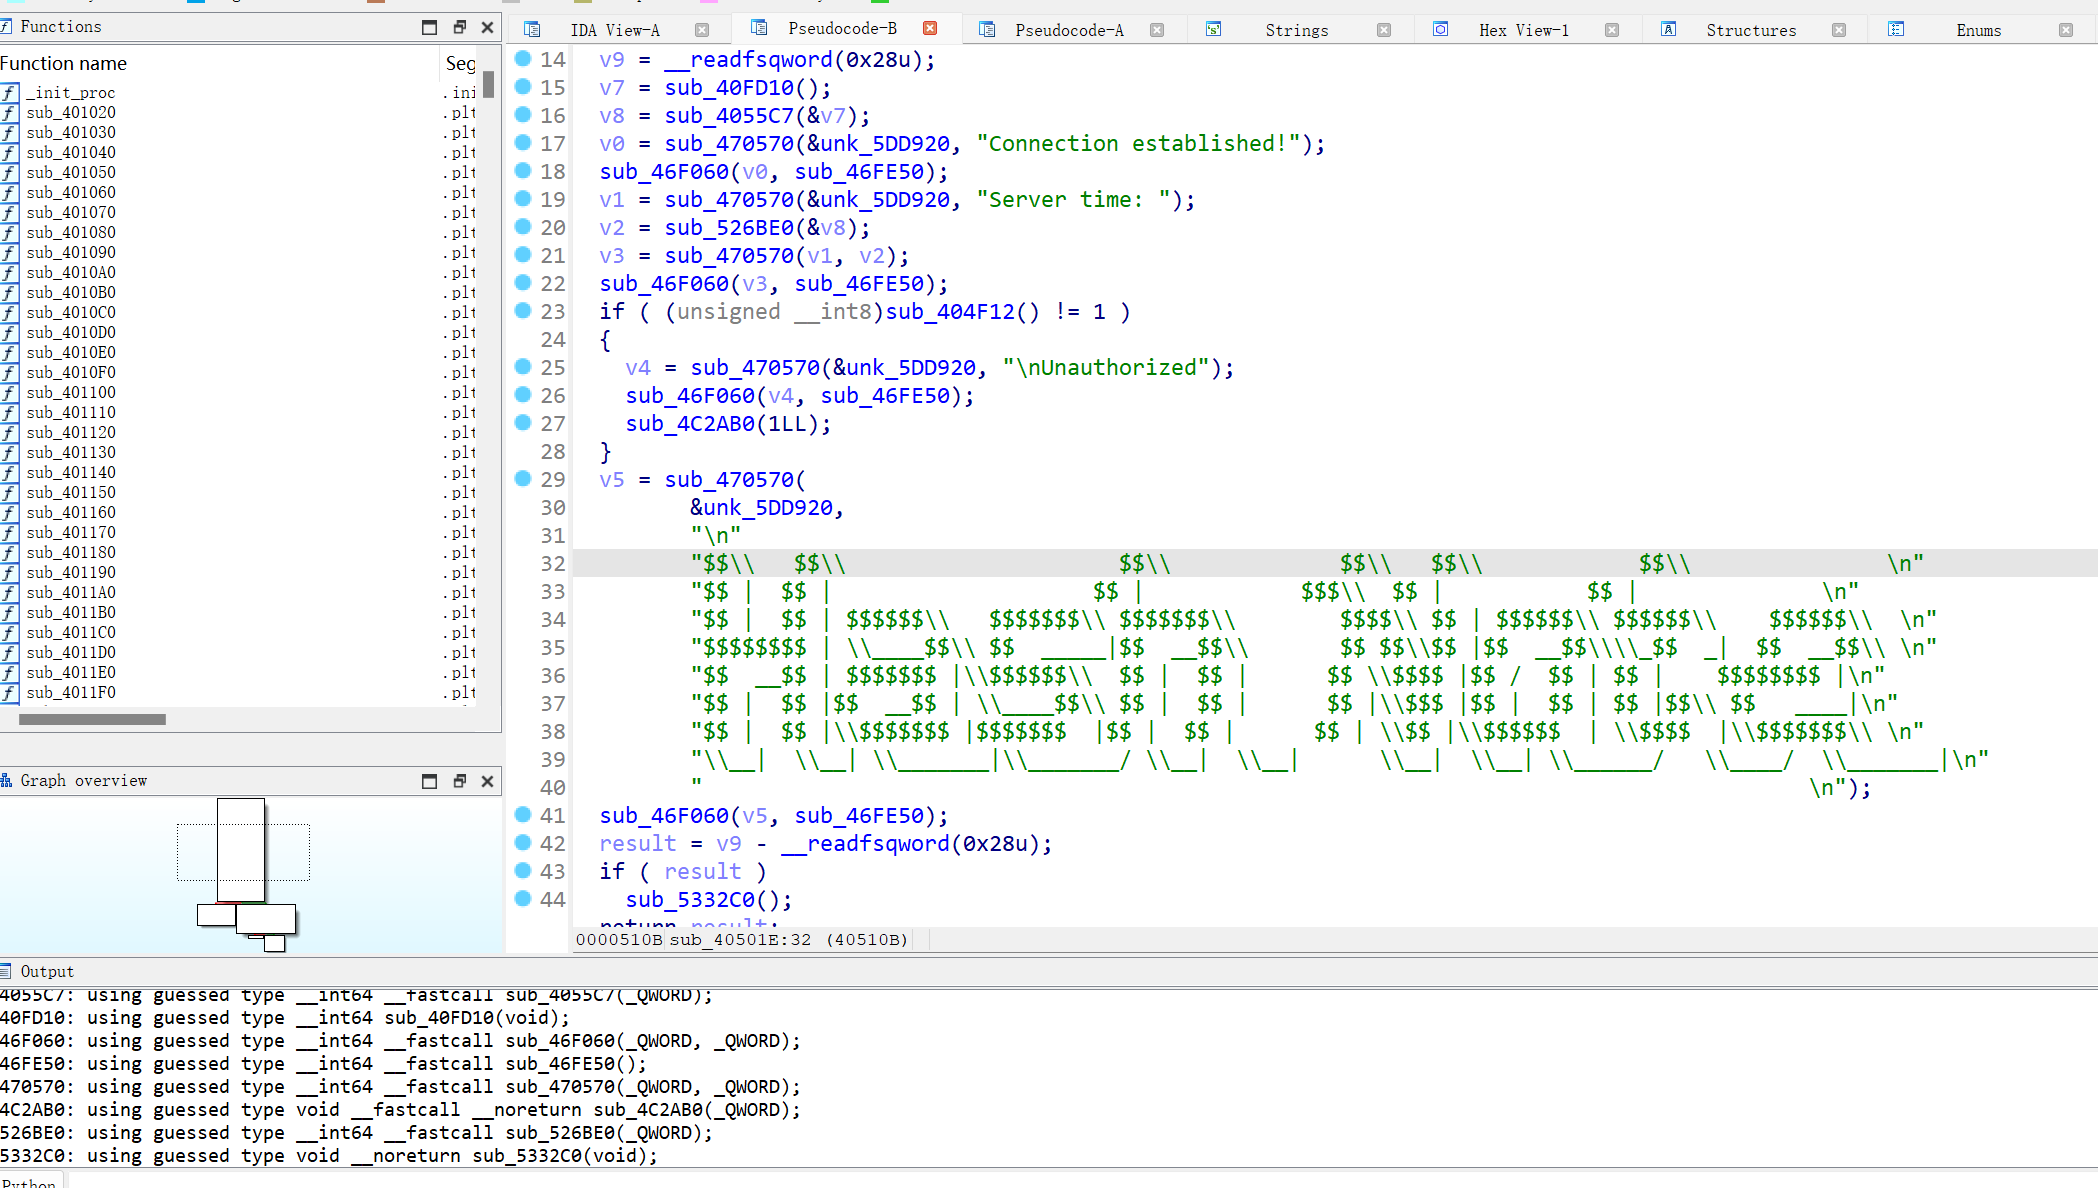 Functions
Function name Seg
_init_proc .ini
sub_401020 .plt
sub_401030 .plt
sub_401040 .plt
sub_401050 .plt
sub_401060 .plt
sub_401070 .plt
sub_401080 .plt
sub_401090 .plt
sub_4010A0 .plt
sub_4010B0 .plt
sub_4010C0 .plt
sub_4010D0 .plt
sub_4010E0 .plt
sub_4010F0 .plt
sub_401100 .plt
sub_401110 .plt
sub_401120 .plt
sub_401130 .plt
sub_401140 .plt
sub_401150 .plt
sub_401160 .plt
sub_401170 .plt
sub_401180 .plt
sub_401190 .plt
sub_4011A0 .plt
sub_4011B0 .plt
sub_4011C0 .plt
sub_4011D0 .plt
sub_4011E0 .plt
sub_4011F0 .plt
Graph overview
IDA View-A Pseudocode-B Pseudocode-A Strings Hex View-1 Structures Enums
14 v9 = __readfsqword(0x28u);
15 v7 = sub_40FD10();
16 v8 = sub_4055C7(&v7);
17 v0 = sub_470570(&unk_5DD920, "Connection established!");
18 sub_46F060(v0, sub_46FE50);
19 v1 = sub_470570(&unk_5DD920, "Server time: ");
20 v2 = sub_526BE0(&v8);
21 v3 = sub_470570(v1, v2);
22 sub_46F060(v3, sub_46FE50);
23 if ( (unsigned __int8)sub_404F12() != 1 )
24 {
25 v4 = sub_470570(&unk_5DD920, "\nUnauthorized");
26 sub_46F060(v4, sub_46FE50);
27 sub_4C2AB0(1LL);
28 }
29 v5 = sub_470570(
30 &unk_5DD920,
31 "\n"
32 "$$\\   $$\\                     $$\\             $$\\   $$\\            $$\\               \n"
33 "$$ |  $$ |                    $$ |            $$$\\  $$ |           $$ |              \n"
34 "$$ |  $$ | $$$$$$\\   $$$$$$$\\ $$$$$$$\\        $$$$\\ $$ | $$$$$$\\ $$$$$$\\    $$$$$$\\  \n"
35 "$$$$$$$$ | \\____$$\\ $$  _____|$$  __$$\\       $$ $$\\$$ |$$  __$$\\\\_$$  _|  $$  __$$\\ \n"
36 "$$  __$$ | $$$$$$$ |\\$$$$$$\\  $$ |  $$ |      $$ \\$$$$ |$$ /  $$ | $$ |    $$$$$$$$ |\n"
37 "$$ |  $$ |$$  __$$ | \\____$$\\ $$ |  $$ |      $$ |\\$$$ |$$ |  $$ | $$ |$$\\ $$   ____|\n"
38 "$$ |  $$ |\\$$$$$$$ |$$$$$$$  |$$ |  $$ |      $$ | \\$$ |\\$$$$$$  | \\$$$$  |\\$$$$$$$\\ \n"
39 "\\__|  \\__| \\_______|\\_______/ \\__|  \\__|      \\__|  \\__| \\______/   \\____/  \\_______|\n"
40 "                                                                                     \n");
41 sub_46F060(v5, sub_46FE50);
42 result = v9 - __readfsqword(0x28u);
43 if ( result )
44 sub_5332C0();
return result;
0000510B sub_40501E:32 (40510B)
Output
4055C7: using guessed type __int64 __fastcall sub_4055C7(_QWORD);
40FD10: using guessed type __int64 sub_40FD10(void);
46F060: using guessed type __int64 __fastcall sub_46F060(_QWORD, _QWORD);
46FE50: using guessed type __int64 __fastcall sub_46FE50();
470570: using guessed type __int64 __fastcall sub_470570(_QWORD, _QWORD);
4C2AB0: using guessed type void __fastcall __noreturn sub_4C2AB0(_QWORD);
526BE0: using guessed type __int64 __fastcall sub_526BE0(_QWORD);
5332C0: using guessed type void __noreturn sub_5332C0(void);
Python